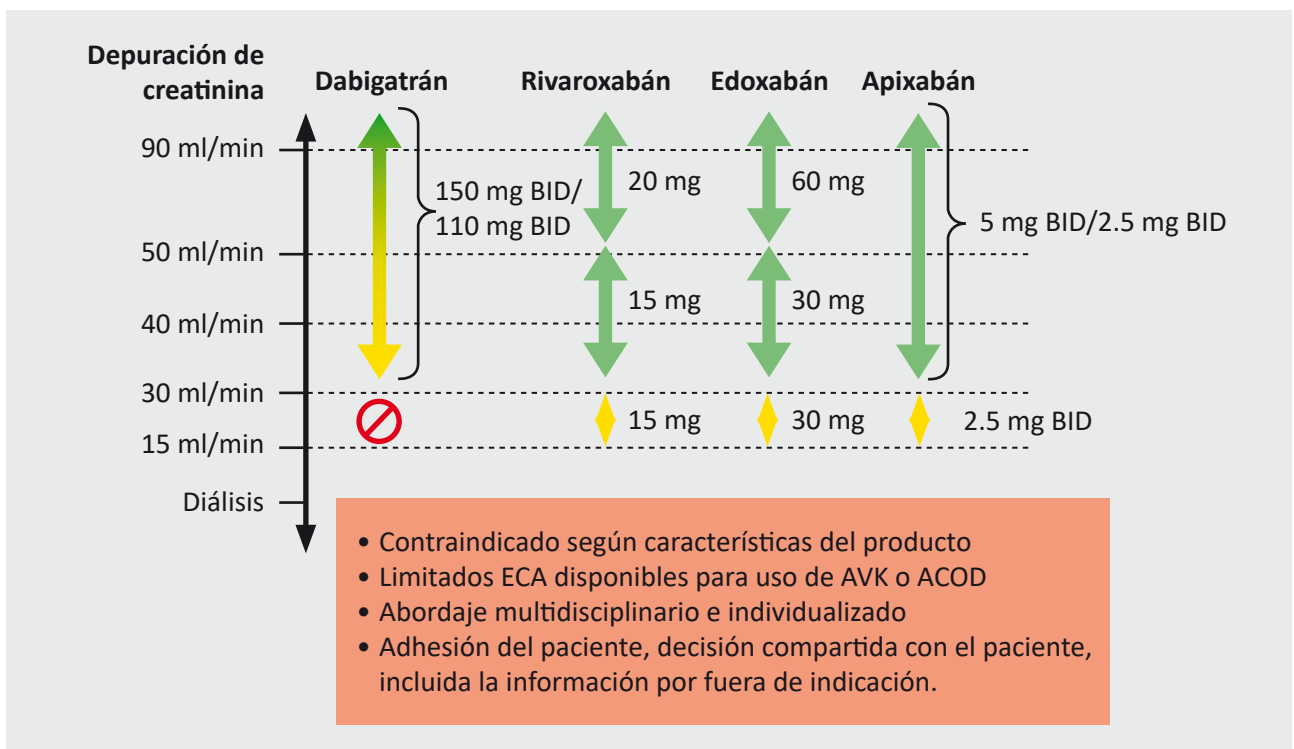 Depuración de
creatinina
Dabigatrán
Rivaroxabán
Edoxabán
Apixabán
90 ml/min
150 mg BID/
110 mg BID
20 mg
60 mg
5 mg BID/2.5 mg BID
50 ml/min
15 mg
30 mg
40 ml/min
30 ml/min
15 mg
30 mg
2.5 mg BID
15 ml/min
Diálisis
• Contraindicado según características del producto
• Limitados ECA disponibles para uso de AVK o ACOD
• Abordaje multidisciplinario e individualizado
• Adhesión del paciente, decisión compartida con el paciente,
incluida la información por fuera de indicación.